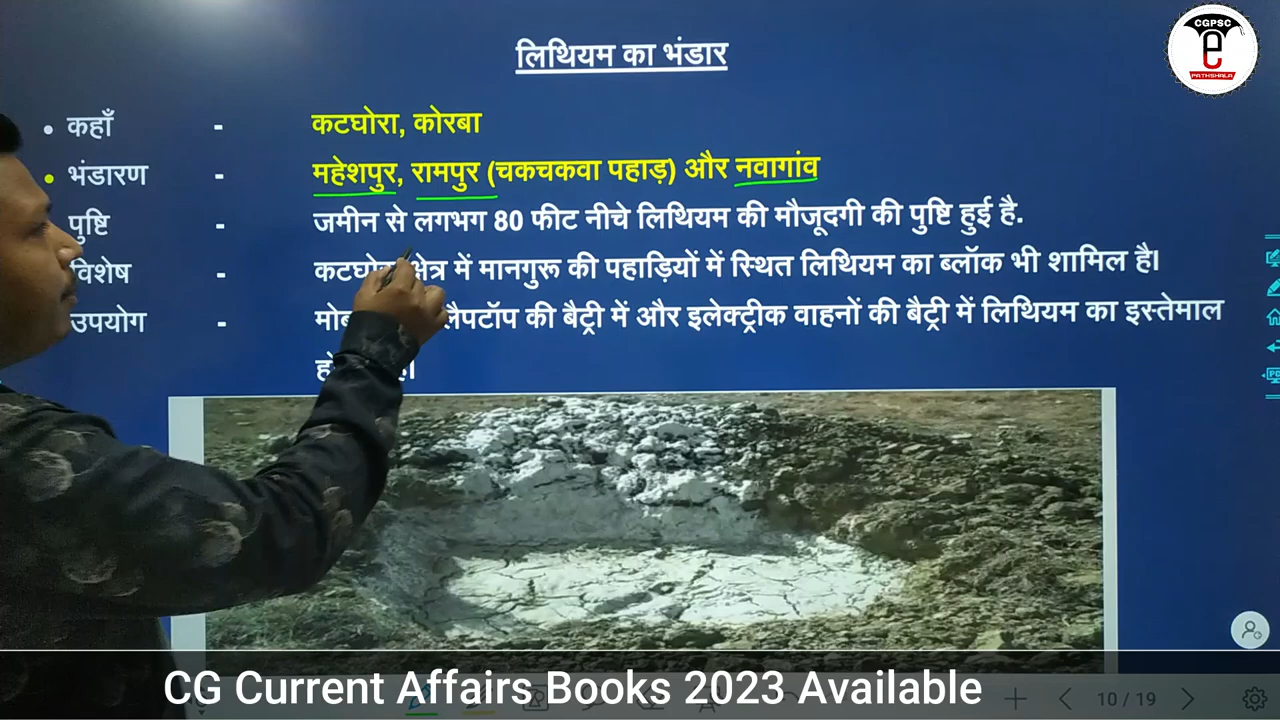 CGPSC
e
PATHSHALA
लिथियम का भंडार
• कहाँ - कटघोरा, कोरबा
• भंडारण - महेशपुर, रामपुर (चकचकवा पहाड़) और नवागांव
पुष्टि - जमीन से लगभग 80 फीट नीचे लिथियम की मौजूदगी की पुष्टि हुई है.
विशेष - कटघोरा क्षेत्र में मानगुरू की पहाड़ियों में स्थित लिथियम का ब्लॉक भी शामिल है।
उपयोग - लैपटॉप की बैट्री में और इलेक्ट्रीक वाहनों की बैट्री में लिथियम का इस्तेमाल
CG Current Affairs Books 2023 Available
10 / 19